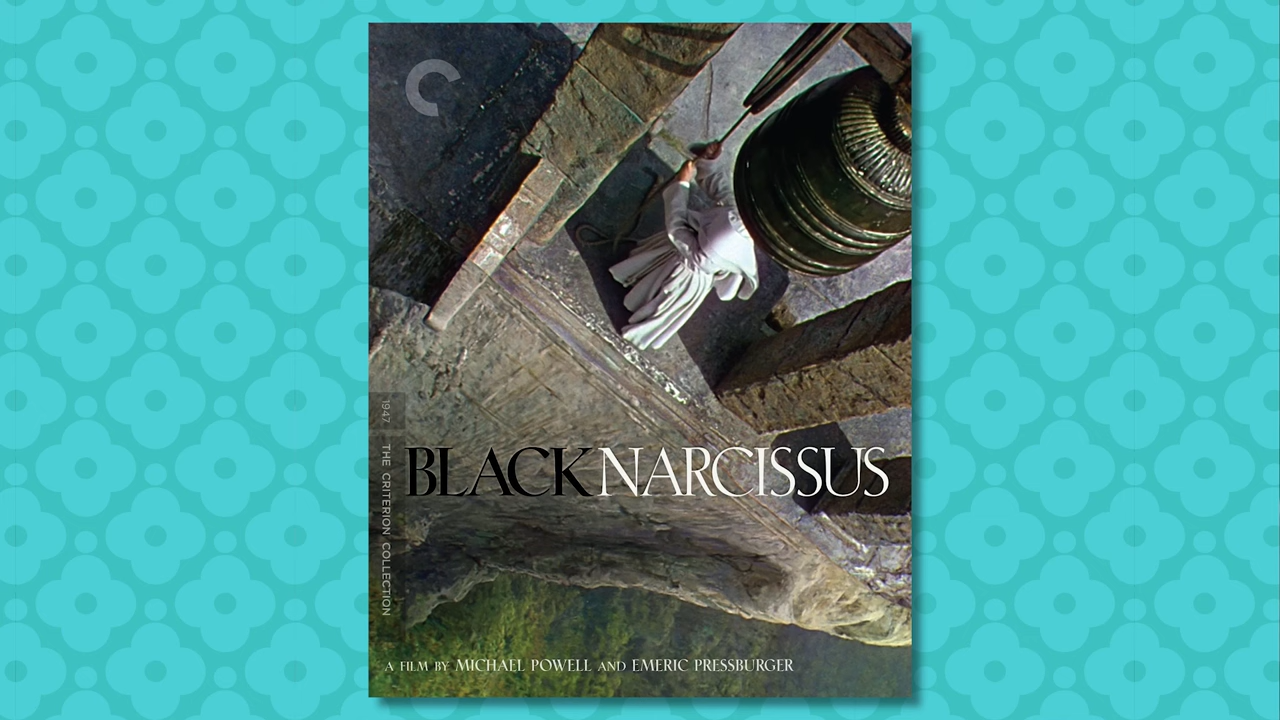 1947 THE CRITERION COLLECTION
BLACK NARCISSUS
A FILM BY MICHAEL POWELL AND EMERIC PRESSBURGER